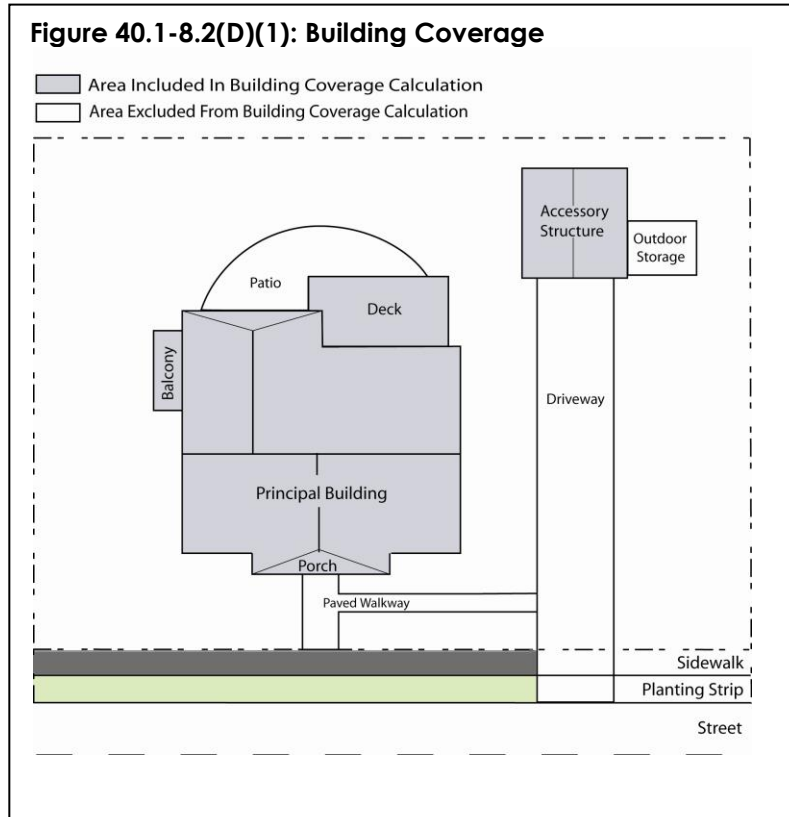 Figure 40.1-8.2(D)(1): Building Coverage
Area Included In Building Coverage Calculation
Area Excluded From Building Coverage Calculation
Accessory
Structure
Outdoor
Storage
Patio
Deck
Balcony
Driveway
Principal Building
Porch
Paved Walkway
Sidewalk
Planting Strip
Street